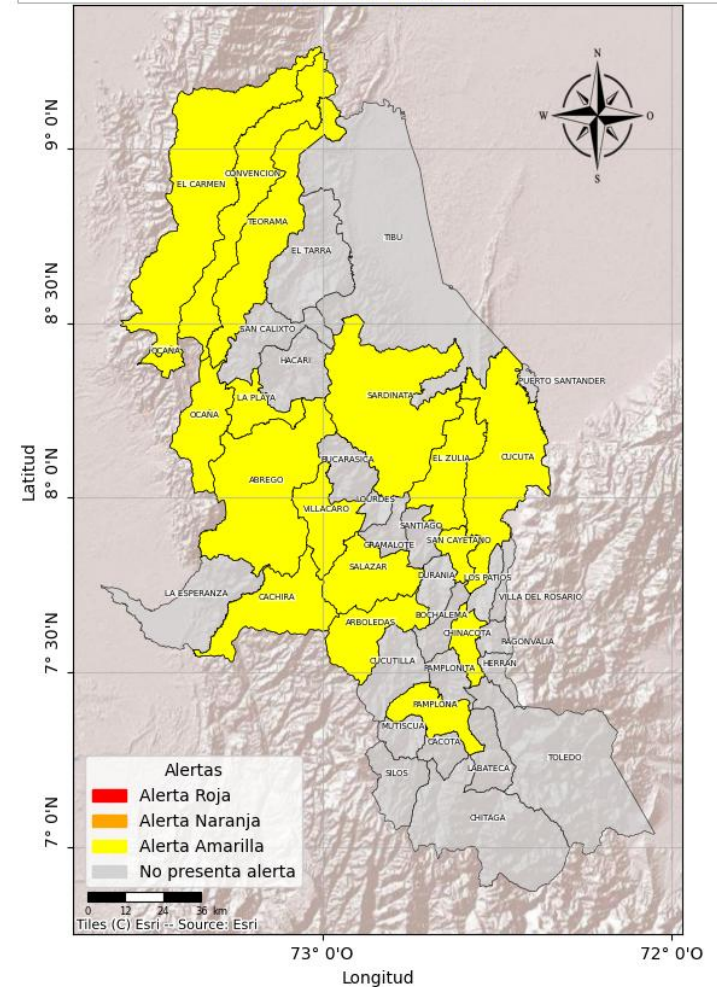 N
W
O
S
9° 0'N
8° 30'N
8° 0'N
7° 30'N
7° 0'N
Latitud
EL CARMEN
CONVENCION
TEORAMA
EL TARRA
TIBU
SAN CALIXTO
OCAÑA
HACARI
PUERTO SANTANDER
LA PLAYA
SARDINATA
OCAÑA
BUCARASICA
EL ZULIA
CUCUTA
ABREGO
LOURDES
VILLACARO
SANTIAGO
GRAMALOTE
SAN CAYETANO
SALAZAR
DURANIA
LOS PATIOS
LA ESPERANZA
CACHIRA
VILLA DEL ROSARIO
BOCHALEMA
ARBOLEDAS
CHINACOTA
RAGONVALIA
CUCUTILLA
PAMPLONITA
HERRAN
PAMPLONA
MUTISCUA
CACOTA
TOLEDO
SILOS
LABATECA
CHITAGA
Alertas
Alerta Roja
Alerta Naranja
Alerta Amarilla
No presenta alerta
0 12 24 36 km
Tiles (C) Esri -- Source: Esri
73° 0'O
72° 0'O
Longitud